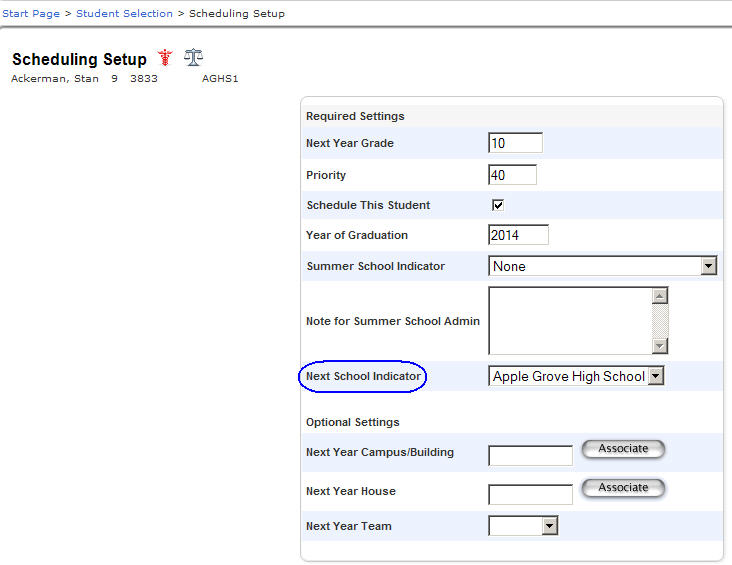 Start Page > Student Selection > Scheduling Setup
Scheduling Setup
Ackerman, Stan 9 3833 AGHS1
Required Settings
Next Year Grade 10
Priority 40
Schedule This Student
Year of Graduation 2014
Summer School Indicator None
Note for Summer School Admin
Next School Indicator Apple Grove High School
Optional Settings
Next Year Campus/Building Associate
Next Year House Associate
Next Year Team